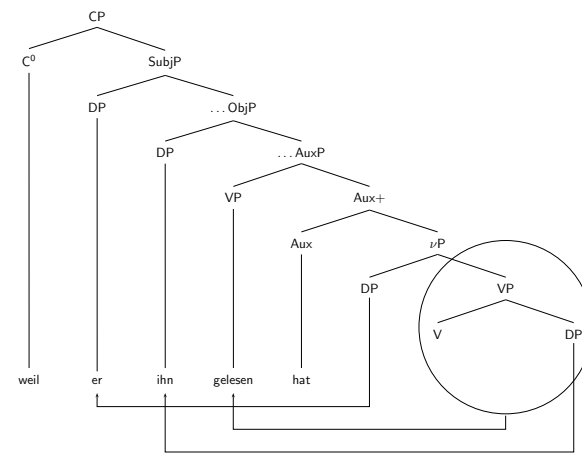 CP
C⁰ SubjP
DP …ObjP
DP …AuxP
VP Aux+
Aux νP
DP VP
V DP
weil er ihn gelesen hat